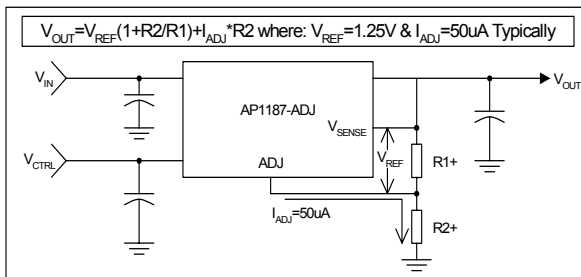 VOUT=VREF(1+R2/R1)+IADJ*R2 where: VREF=1.25V & IADJ=50uA Typically
VIN
AP1187-ADJ
VOUT
VSENSE
VREF
R1+
VCTRL
ADJ
IADJ=50uA
R2+